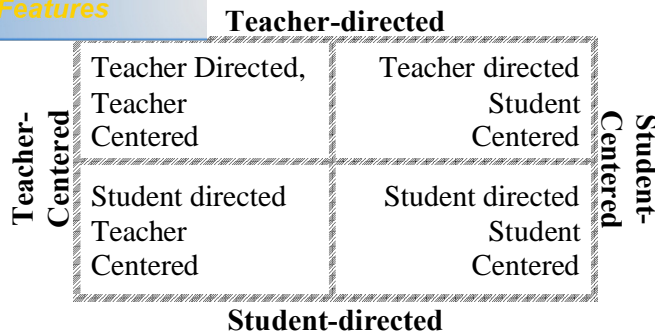 Features
Teacher-directed
Teacher-
Centered
Teacher Directed,
Teacher
Centered
Teacher directed
Student
Centered
Student-
Centered
Student directed
Teacher
Centered
Student directed
Student
Centered
Student-directed